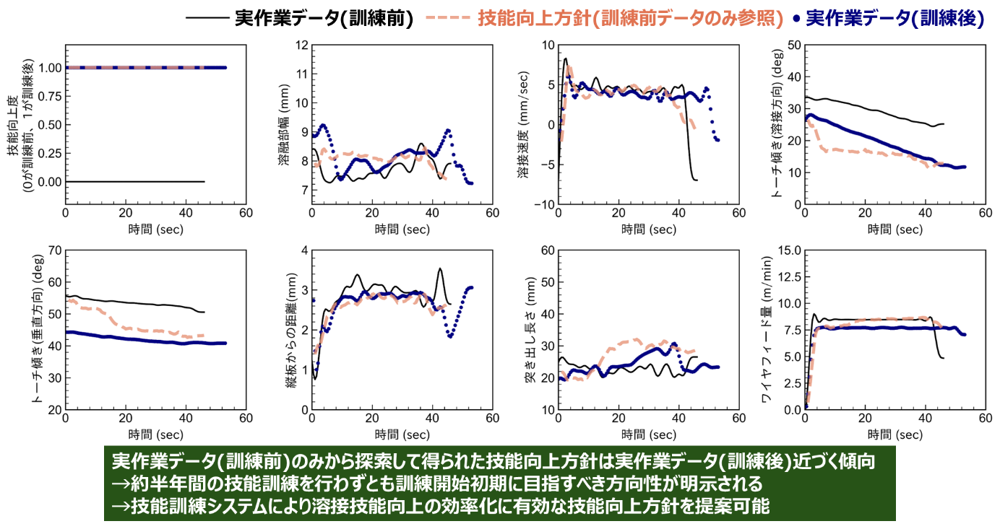 実作業データ(訓練前)
技能向上方針(訓練前データのみ参照)
実作業データ(訓練後)
技能向上度
(0が訓練前、1が訓練後)
1.00
0.75
0.50
0.25
0.00
0 20 40 60
時間 (sec)
溶融部幅 (mm)
12
11
10
9
8
7
0 20 40 60
時間 (sec)
溶接速度 (mm/sec)
10
5
0
−5
−10
0 20 40 60
時間 (sec)
トーチ傾き(溶接方向) (deg)
50
40
30
20
10
0
0 20 40 60
時間 (sec)
トーチ傾き(垂直方向) (deg)
70
60
50
40
30
20
0 20 40 60
時間 (sec)
縦板からの距離(mm)
4
3
2
1
0
0 20 40 60
時間 (sec)
突き出し長さ (mm)
60
50
40
30
20
10
0 20 40 60
時間 (sec)
ワイヤフィード量 (m/min)
15.0
12.5
10.0
7.5
5.0
2.5
0.0
0 20 40 60
時間 (sec)
実作業データ(訓練前)のみから探索して得られた技能向上方針は実作業データ(訓練後)近づく傾向
→約半年間の技能訓練を行わずとも訓練開始初期に目指すべき方向性が明示される
→技能訓練システムにより溶接技能向上の効率化に有効な技能向上方針を提案可能